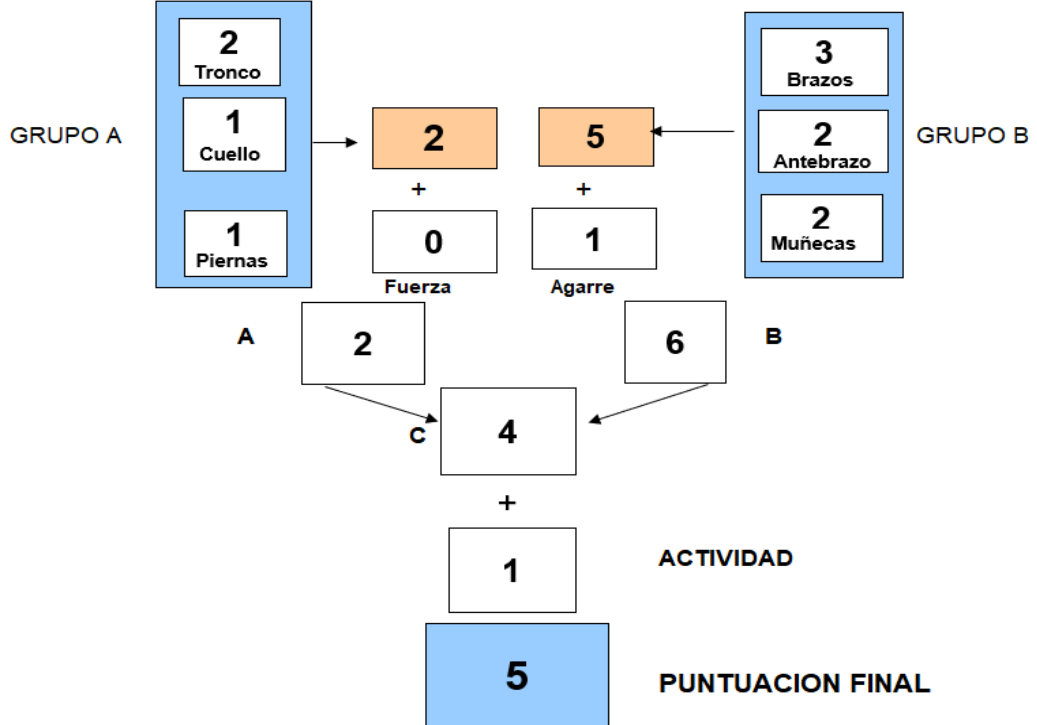 2
Tronco
3
Brazos
GRUPO A
1
Cuello
2
5
2
Antebrazo
GRUPO B
+
+
1
Piernas
0
Fuerza
1
Agarre
2
Muñecas
A
2
6
B
C
4
+
1
ACTIVIDAD
5
PUNTUACION FINAL